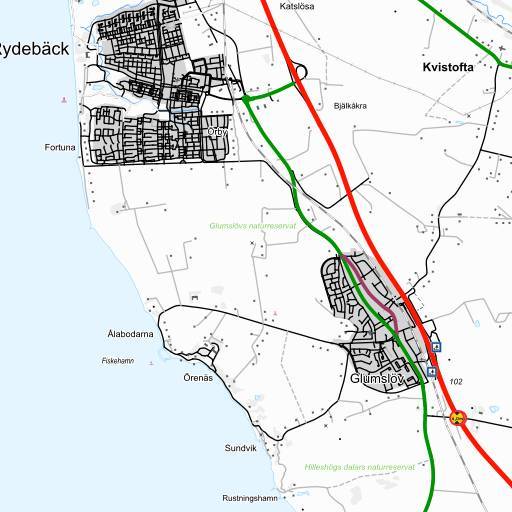 Katslösa
Rydebäck
Kvistofta
Bjälkåkra
Örby
Fortuna
Glumslövs naturreservat
Ålabodarna
Fiskehamn
Örenäs
Glumslöv
102
Sundvik
Hilleshögs dalars naturreservat
Rustningshamn